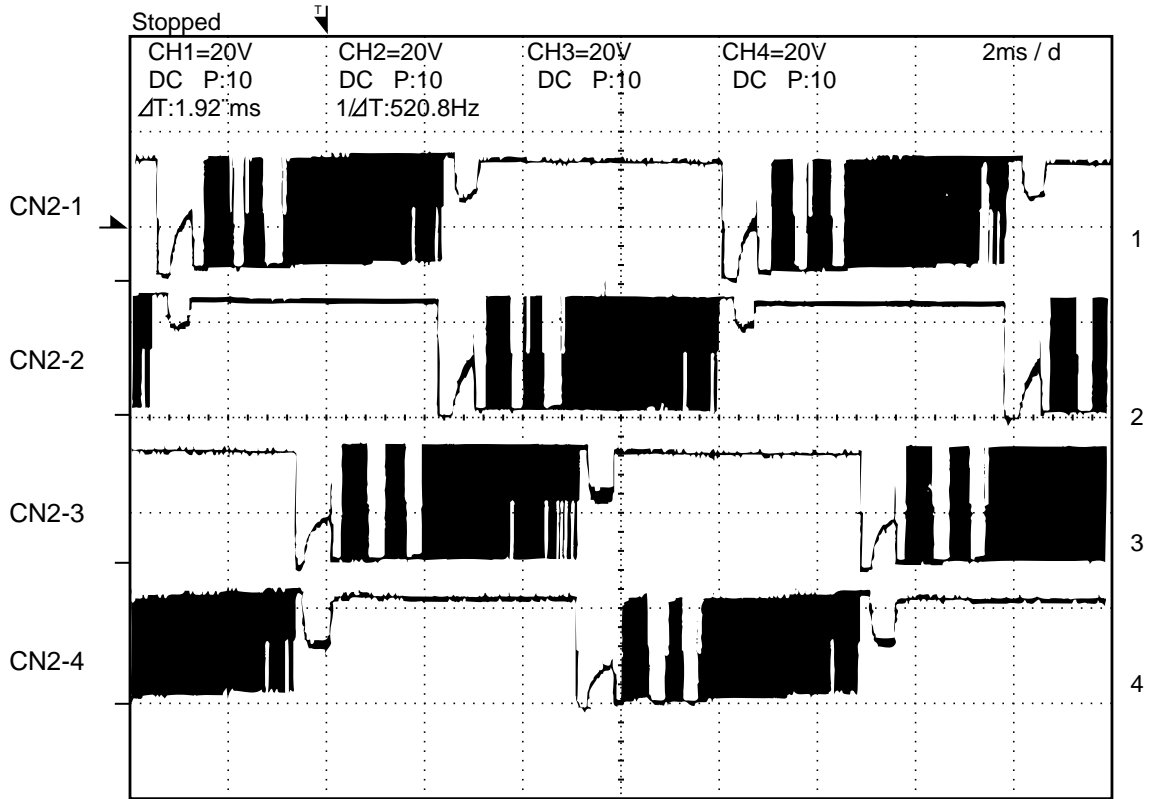 Stopped
T
CH1=20V CH2=20V CH3=20V CH4=20V 2ms / d
DC P:10 DC P:10 DC P:10 DC P:10
⊿T:1.92 ms 1/⊿T:520.8Hz
CN2-1
1
CN2-2
2
CN2-3
3
CN2-4
4